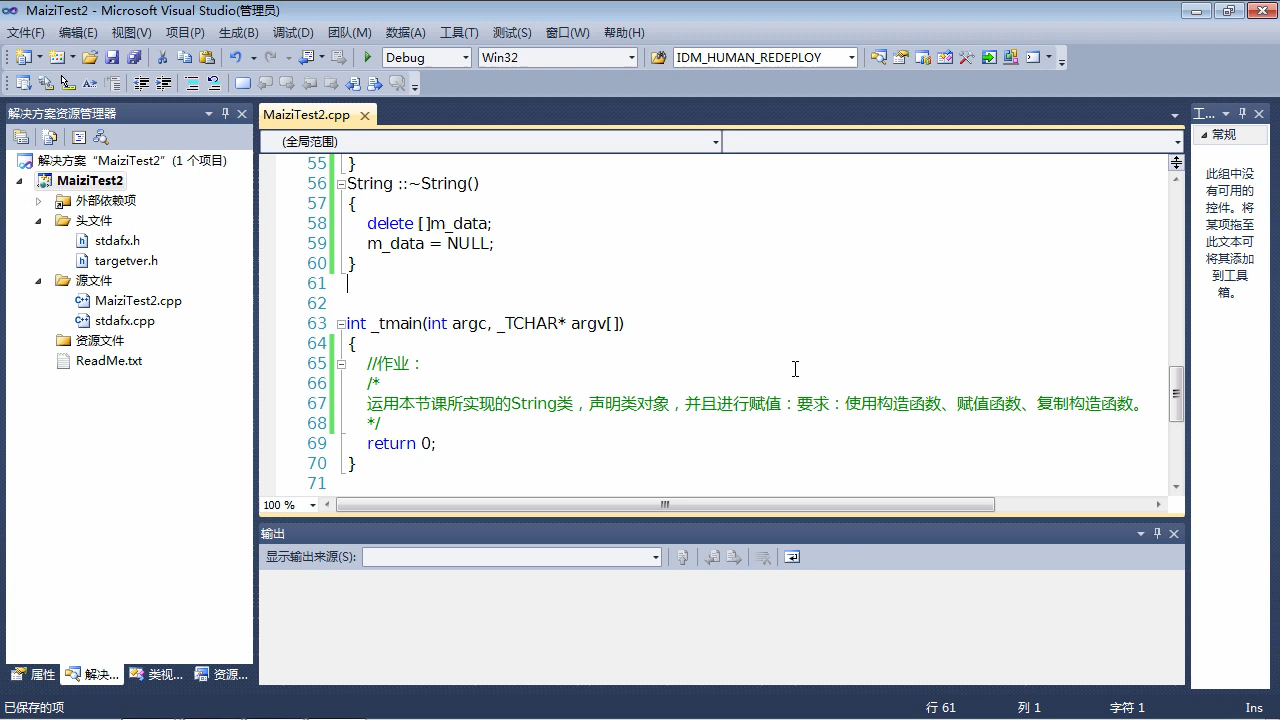 MaiziTest2 - Microsoft Visual Studio(管理员)
文件(F) 编辑(E) 视图(V) 项目(P) 生成(B) 调试(D) 团队(M) 数据(A) 工具(T) 测试(S) 窗口(W) 帮助(H)
Debug Win32 IDM_HUMAN_REDEPLOY
解决方案资源管理器
解决方案"MaiziTest2"(1 个项目)
MaiziTest2
外部依赖项
头文件
stdafx.h
targetver.h
源文件
MaiziTest2.cpp
stdafx.cpp
资源文件
ReadMe.txt
属性 解决... 类视... 资源...
MaiziTest2.cpp
(全局范围)
55 }
56 String ::~String()
57 {
58 delete []m_data;
59 m_data = NULL;
60 }
61
62
63 int _tmain(int argc, _TCHAR* argv[])
64 {
65 //作业：
66 /*
67 运用本节课所实现的String类，声明类对象，并且进行赋值：要求：使用构造函数、赋值函数、复制构造函数。
68 */
69 return 0;
70 }
71
100 %
输出
显示输出来源(S):
工...
常规
此组中没
有可用的
控件。将
某项拖至
此文本可
将其添加
到工具
箱。
已保存的项 行 61 列 1 字符 1 Ins